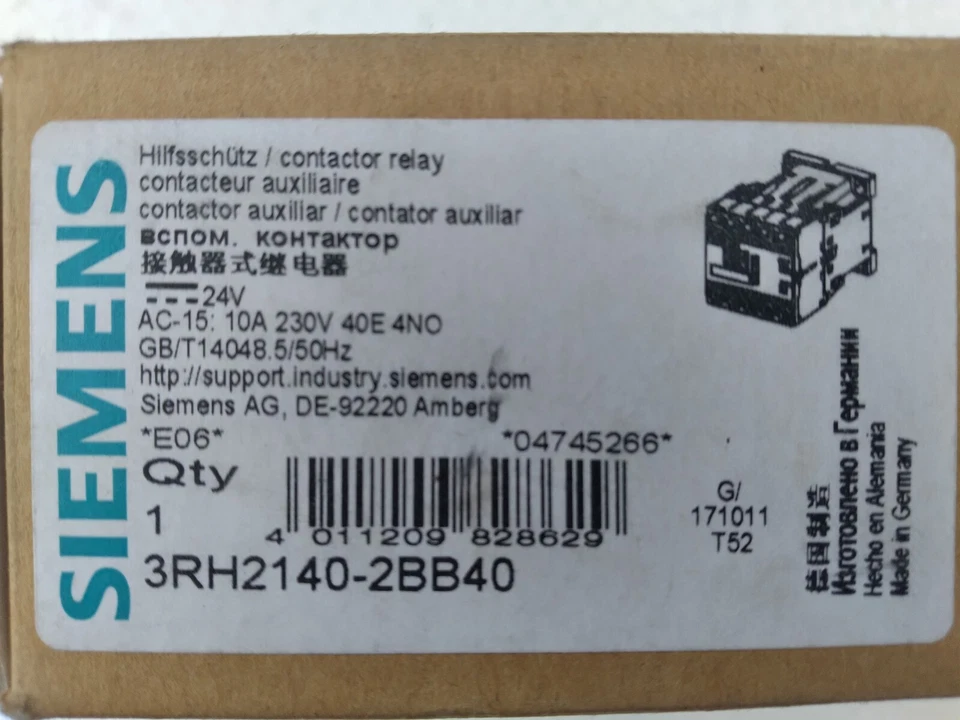 SIEMENS
Hilfsschütz / contactor relay
contacteur auxiliaire
contactor auxiliar / contator auxiliar
вспом. контактор
接触器式继电器
24V
AC-15: 10A 230V 40E 4NO
GB/T14048.5/50Hz
http://support.industry.siemens.com
Siemens AG, DE-92220 Amberg
*E06* *04745266*
Qty
1
4 011209 828629
3RH2140-2BB40
G/
171011
T52
德国制造
Изготовлено в Германии
Hecho en Alemania
Made in Germany